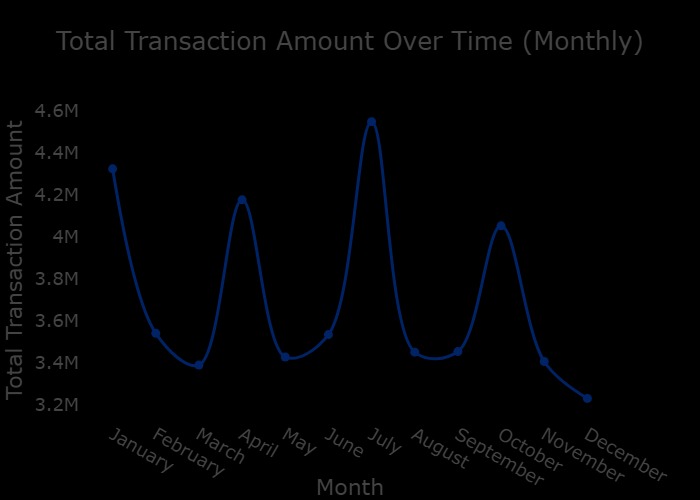 Total Transaction Amount Over Time (Monthly)
Total Transaction Amount
4.6M
4.4M
4.2M
4M
3.8M
3.6M
3.4M
3.2M
January
February
March
April
May
June
July
August
September
October
November
December
Month